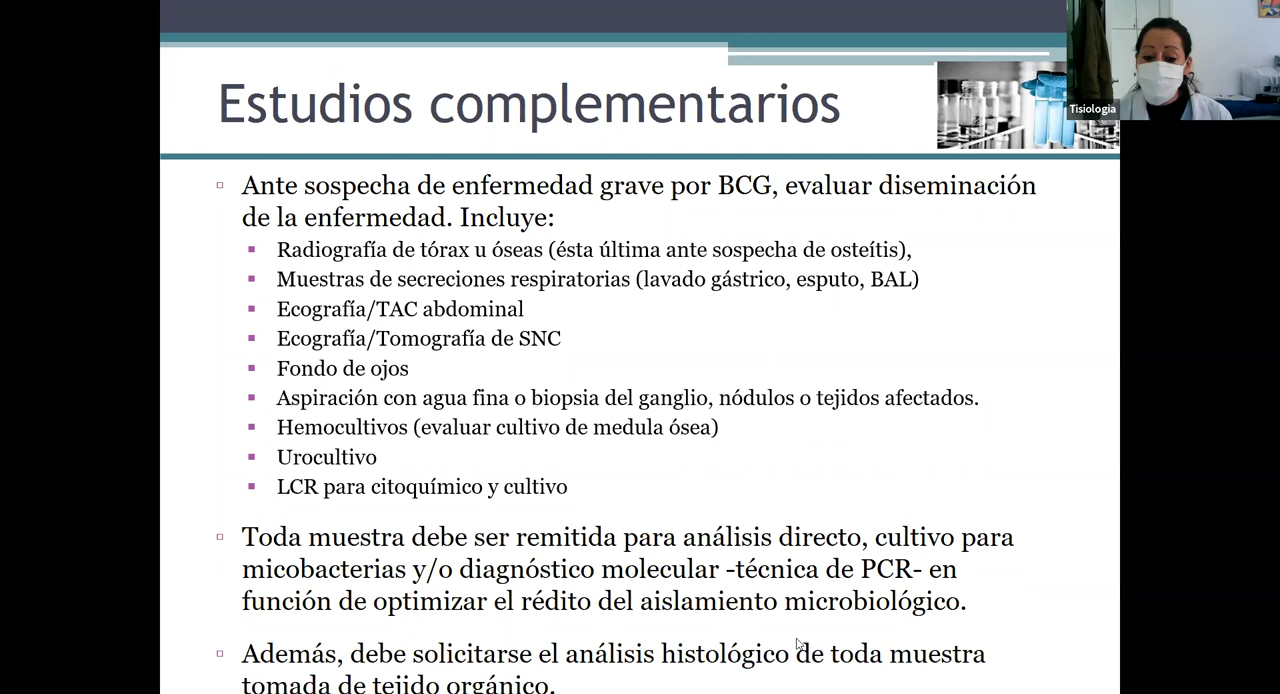 Estudios complementarios
Tisiologia
▫ Ante sospecha de enfermedad grave por BCG, evaluar diseminación
de la enfermedad. Incluye:
▪ Radiografía de tórax u óseas (ésta última ante sospecha de osteítis),
▪ Muestras de secreciones respiratorias (lavado gástrico, esputo, BAL)
▪ Ecografía/TAC abdominal
▪ Ecografía/Tomografía de SNC
▪ Fondo de ojos
▪ Aspiración con agua fina o biopsia del ganglio, nódulos o tejidos afectados.
▪ Hemocultivos (evaluar cultivo de medula ósea)
▪ Urocultivo
▪ LCR para citoquímico y cultivo
▫ Toda muestra debe ser remitida para análisis directo, cultivo para
micobacterias y/o diagnóstico molecular -técnica de PCR- en
función de optimizar el rédito del aislamiento microbiológico.
▫ Además, debe solicitarse el análisis histológico de toda muestra
tomada de tejido orgánico.